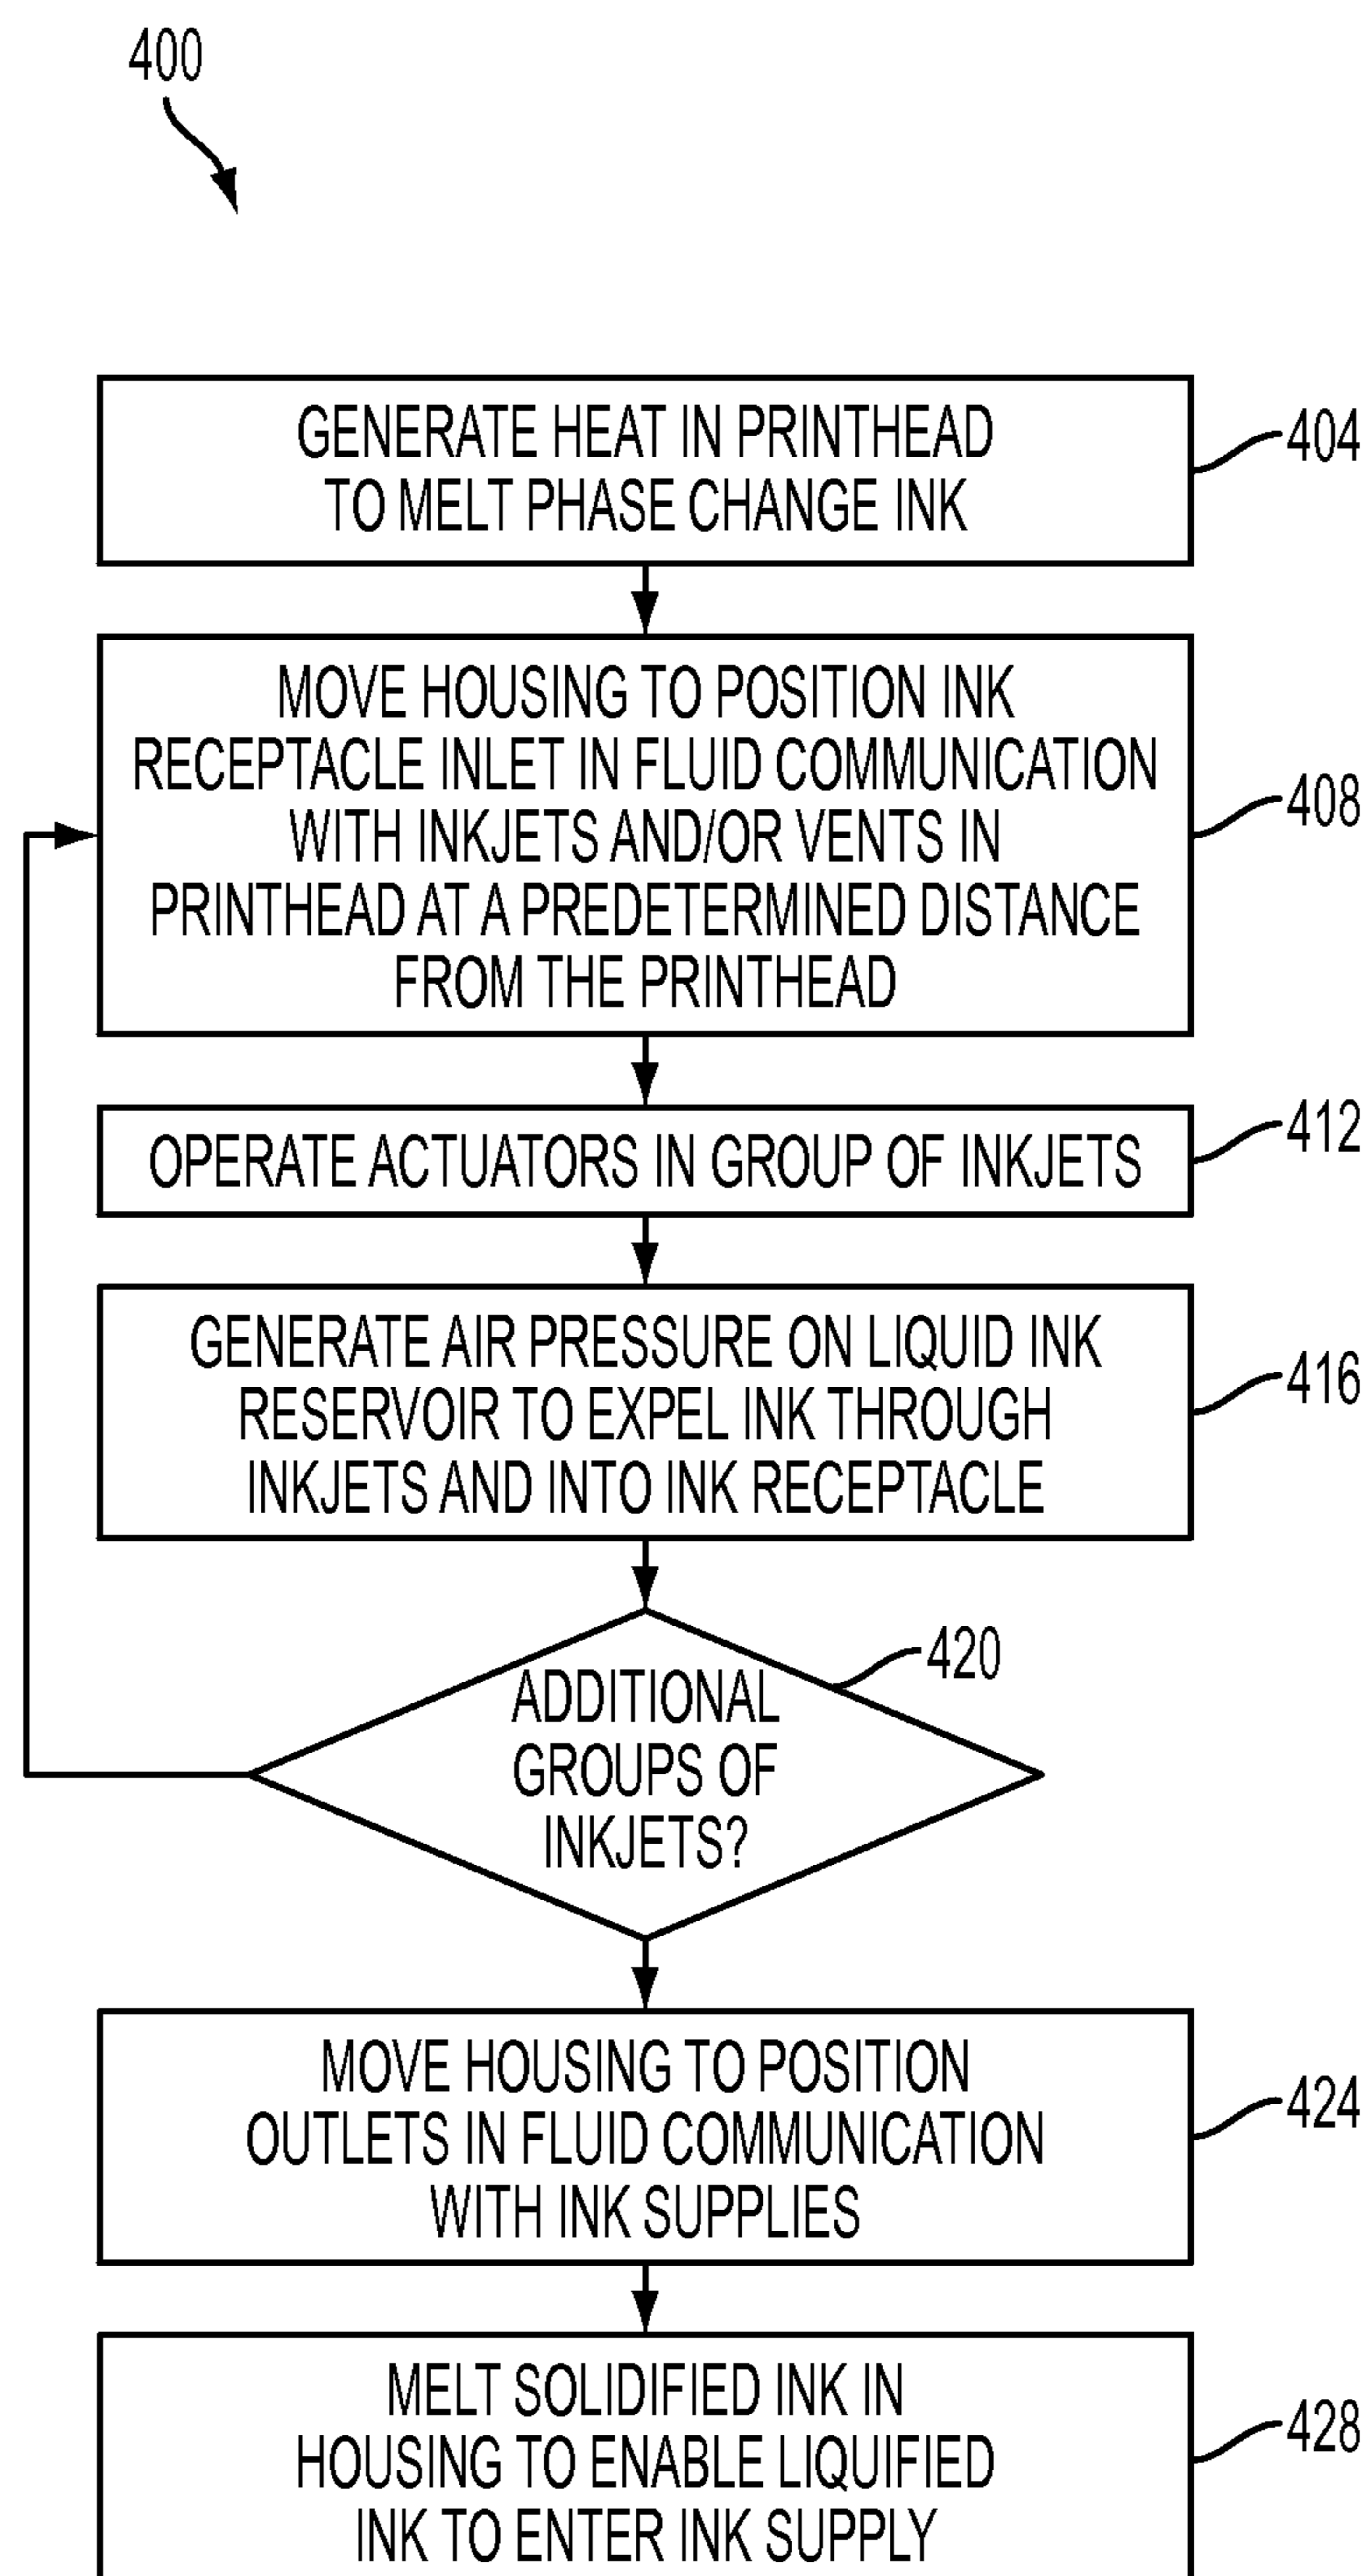 400
GENERATE HEAT IN PRINTHEAD
TO MELT PHASE CHANGE INK
404
MOVE HOUSING TO POSITION INK
RECEPTACLE INLET IN FLUID COMMUNICATION
WITH INKJETS AND/OR VENTS IN
PRINTHEAD AT A PREDETERMINED DISTANCE
FROM THE PRINTHEAD
408
OPERATE ACTUATORS IN GROUP OF INKJETS
412
GENERATE AIR PRESSURE ON LIQUID INK
RESERVOIR TO EXPEL INK THROUGH
INKJETS AND INTO INK RECEPTACLE
416
ADDITIONAL
GROUPS OF
INKJETS?
420
MOVE HOUSING TO POSITION
OUTLETS IN FLUID COMMUNICATION
WITH INK SUPPLIES
424
MELT SOLIDIFIED INK IN
HOUSING TO ENABLE LIQUIFIED
INK TO ENTER INK SUPPLY
428